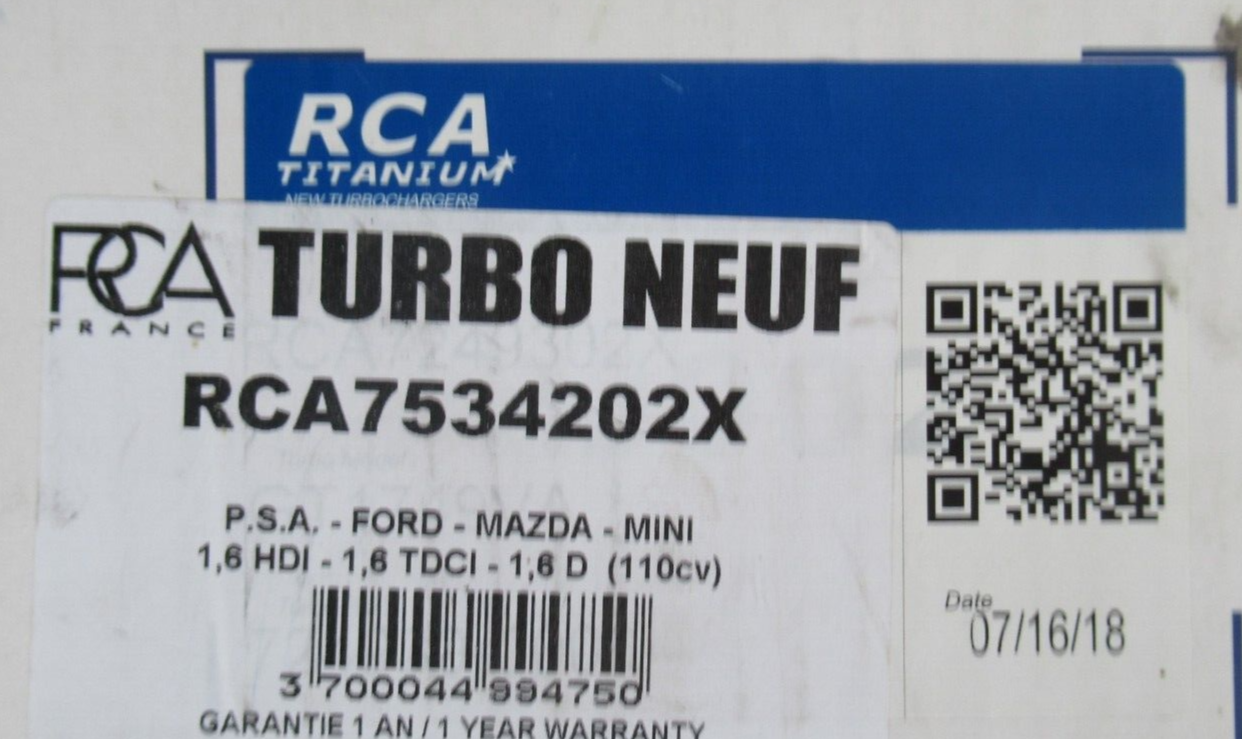 RCA
TITANIUM
NEW TURBOCHARGERS
RCA
FRANCE
TURBO NEUF
RCA7534202X
P.S.A. - FORD - MAZDA - MINI
1,6 HDI - 1,6 TDCI - 1,6 D (110cv)
3 700044 994750
GARANTIE 1 AN / 1 YEAR WARRANTY
Date
07/16/18